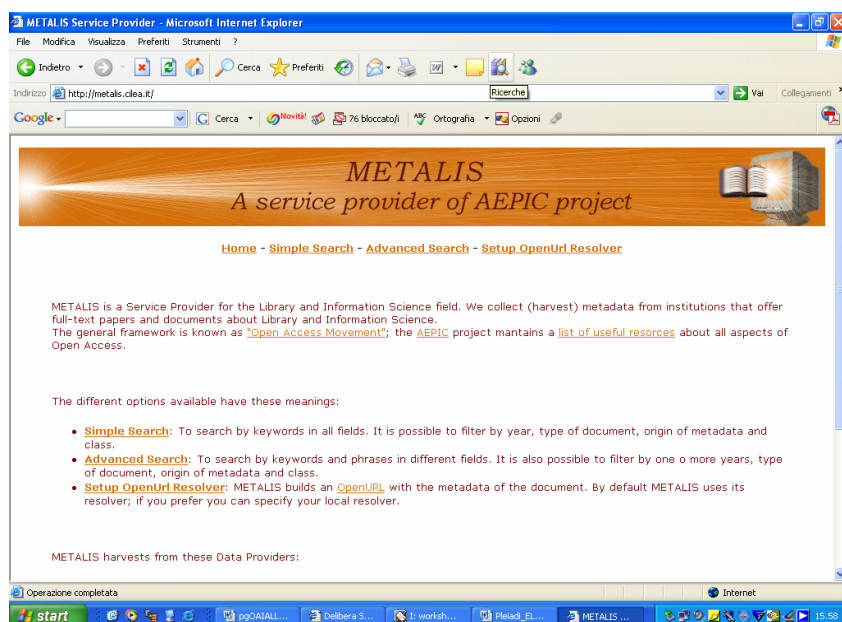 METALIS Service Provider - Microsoft Internet Explorer
File Modifica Visualizza Preferiti Strumenti ?
Indietro Cerca Preferiti
Indirizzo http://metalis.cilea.it/ Ricerche Vai Collegamenti
Google Cerca Novità! 76 bloccato/i ABC Ortografia Opzioni
METALIS
A service provider of AEPIC project
Home - Simple Search - Advanced Search - Setup OpenUrl Resolver
METALIS is a Service Provider for the Library and Information Science field. We collect (harvest) metadata from institutions that offer
full-text papers and documents about Library and Information Science.
The general framework is known as "Open Access Movement"; the AEPIC project mantains a list of useful resorces about all aspects of
Open Access.
The different options available have these meanings:
• Simple Search: To search by keywords in all fields. It is possible to filter by year, type of document, origin of metadata and
class.
• Advanced Search: To search by keywords and phrases in different fields. It is also possible to filter by one o more years, type
of document, origin of metadata and class.
• Setup OpenUrl Resolver: METALIS builds an OpenURL with the metadata of the document. By default METALIS uses its
resolver; if you prefer you can specify your local resolver.
METALIS harvests from these Data Providers:
Operazione completata Internet
start pgOAIALL... Delibera S... I: worksh... Pleiadi_EL... METALIS ... 15.58